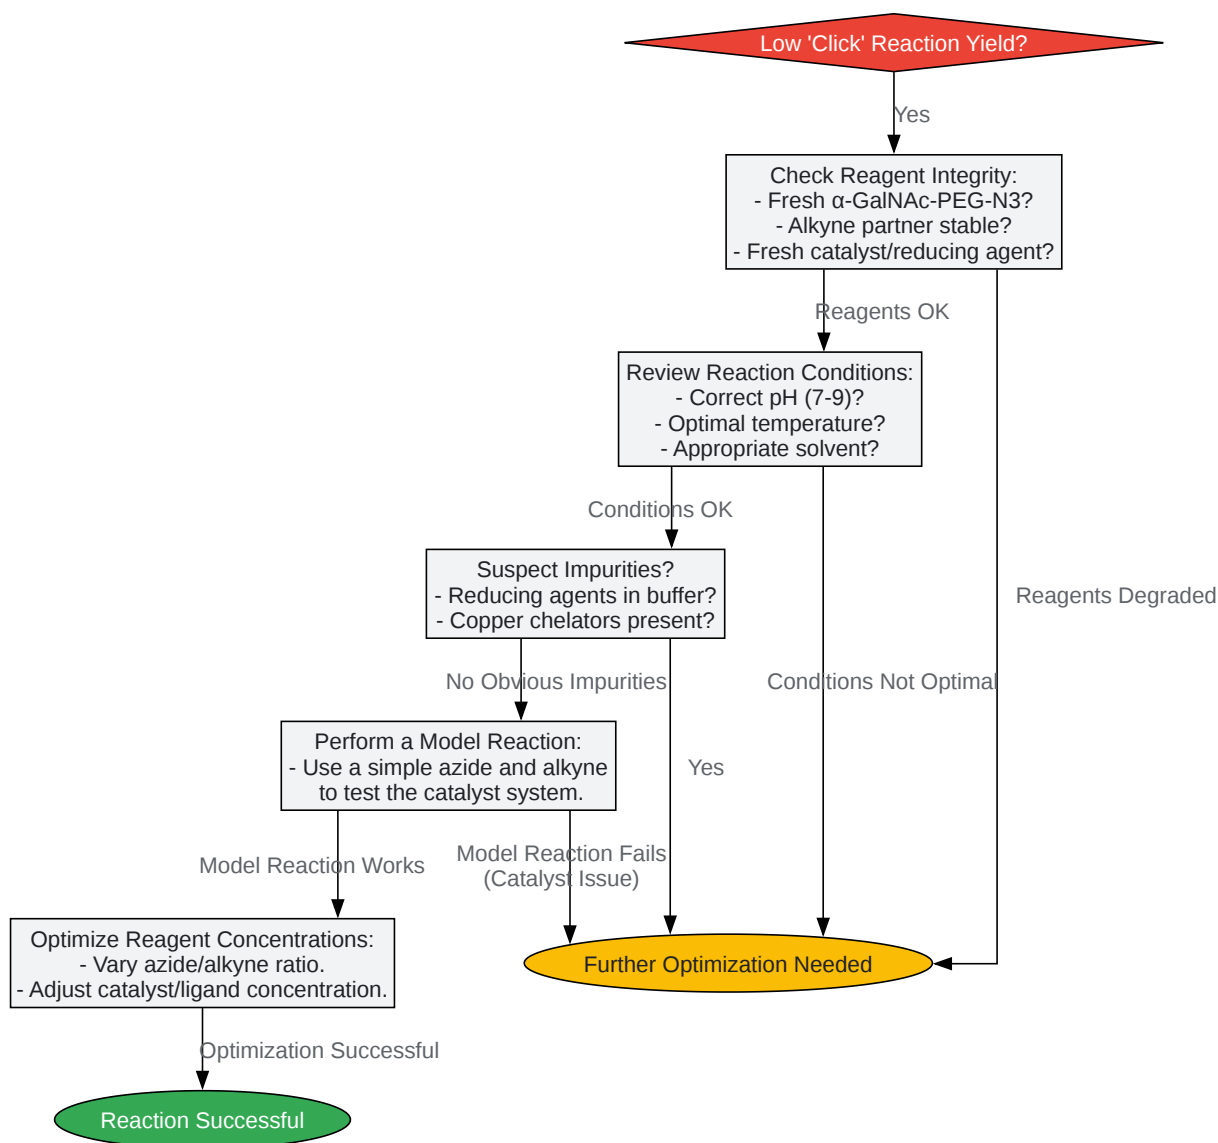 Low 'Click' Reaction Yield?
Yes
Check Reagent Integrity:
- Fresh α-GalNAc-PEG-N3?
- Alkyne partner stable?
- Fresh catalyst/reducing agent?
Reagents OK
Review Reaction Conditions:
- Correct pH (7-9)?
- Optimal temperature?
- Appropriate solvent?
Conditions OK
Suspect Impurities?
- Reducing agents in buffer?
- Copper chelators present?
Reagents Degraded
No Obvious Impurities
Conditions Not Optimal
Perform a Model Reaction:
- Use a simple azide and alkyne
to test the catalyst system.
Yes
Model Reaction Works
Model Reaction Fails
(Catalyst Issue)
Optimize Reagent Concentrations:
- Vary azide/alkyne ratio.
- Adjust catalyst/ligand concentration.
Further Optimization Needed
Optimization Successful
Reaction Successful